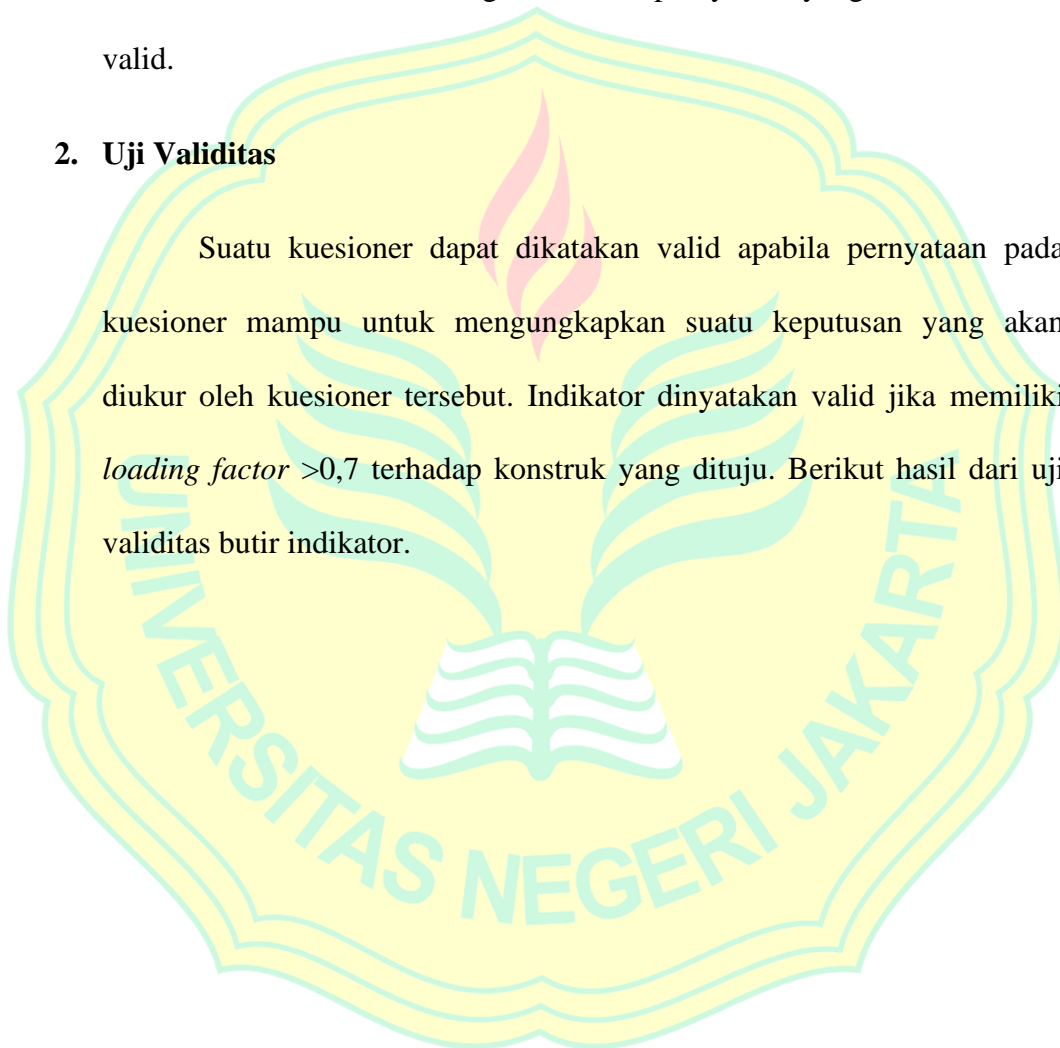 valid.
2. Uji Validitas
Suatu kuesioner dapat dikatakan valid apabila pernyataan pada
kuesioner mampu untuk mengungkapkan suatu keputusan yang akan
diukur oleh kuesioner tersebut. Indikator dinyatakan valid jika memiliki
loading factor >0,7 terhadap konstruk yang dituju. Berikut hasil dari uji
validitas butir indikator.
UNIVERSITAS NEGERI JAKARTA